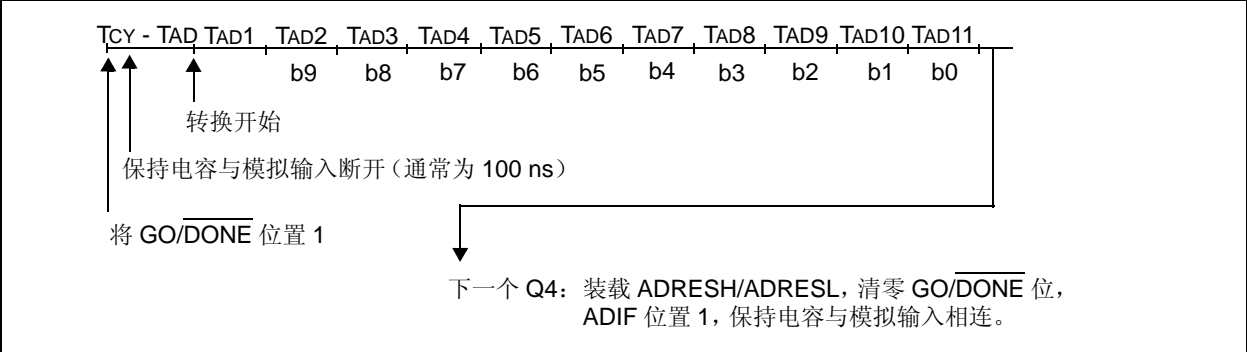 TCY - TAD TAD1 TAD2 TAD3 TAD4 TAD5 TAD6 TAD7 TAD8 TAD9 TAD10 TAD11
b9 b8 b7 b6 b5 b4 b3 b2 b1 b0
转换开始
保持电容与模拟输入断开（通常为 100 ns）
将 GO/DONE 位置 1
下一个 Q4：装载 ADRESH/ADRESL，清零 GO/DONE 位，
ADIF 位置 1，保持电容与模拟输入相连。